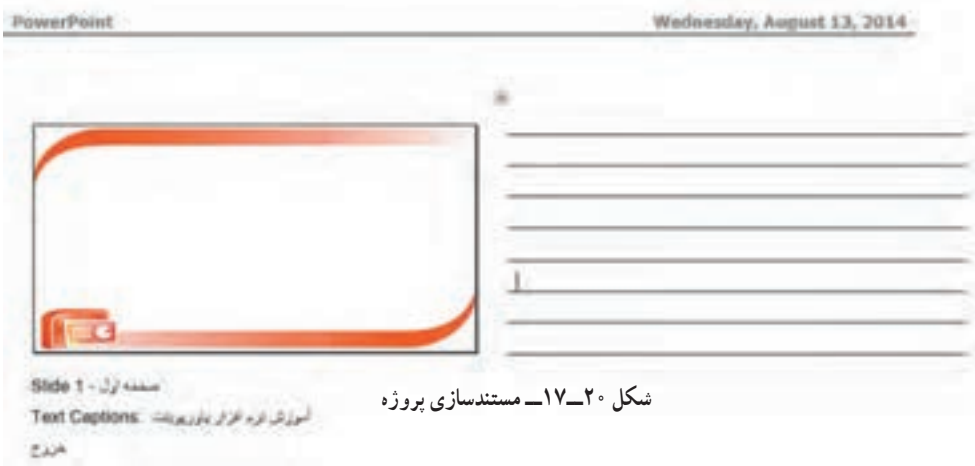 PowerPoint
Wednesday, August 13, 2014
Slide 1 - صفحه اول
Text Captions: آموزش نرم افزار پاورپوینت
خروج
شکل ۲۰ــ۱۷ــ مستندسازی پروژه